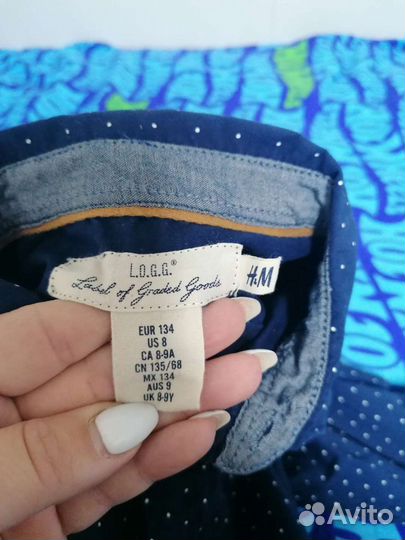 L.O.G.G.®
Label of Graded Goods
H&M
EUR 134
US 8
CA 8-9A
CN 135/68
MX 134
AUS 9
UK 8-9Y
Avito